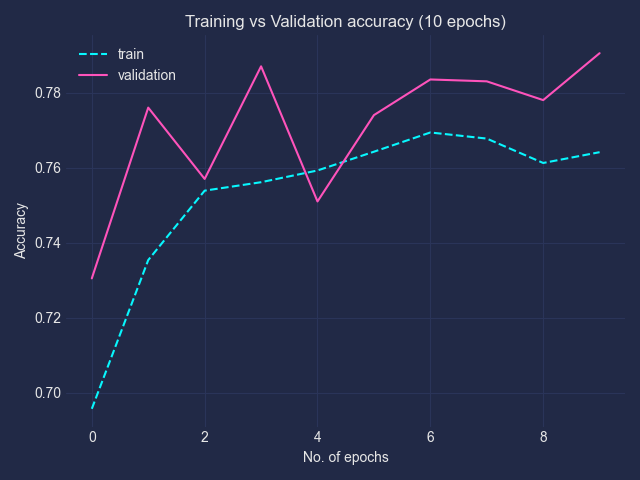 Training vs Validation accuracy (10 epochs)
train
validation
0.78
0.76
0.74
0.72
0.70
Accuracy
0 2 4 6 8
No. of epochs